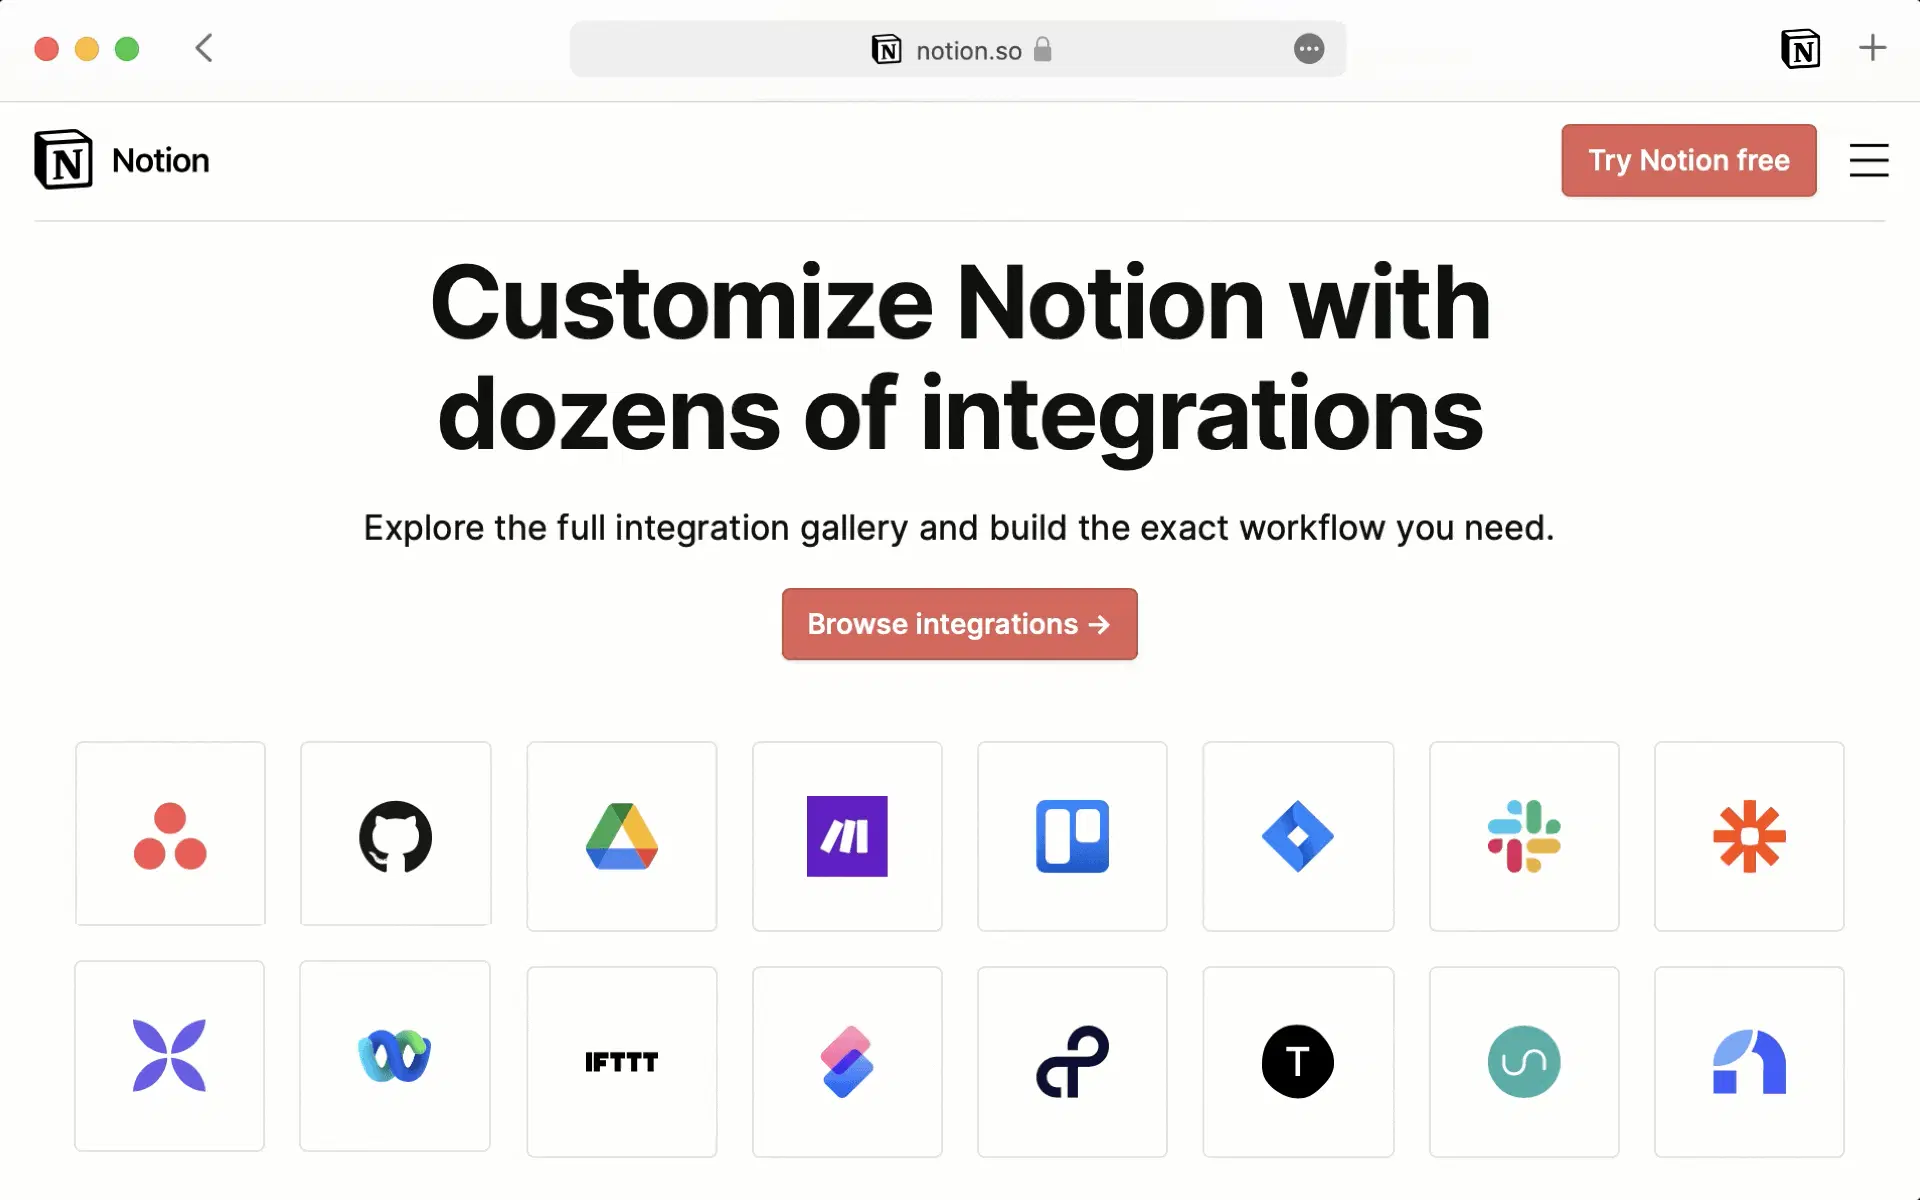 N notion.so
N
N Notion
Try Notion free
Customize Notion with
dozens of integrations
Explore the full integration gallery and build the exact workflow you need.
Browse integrations →
IFTTT
T